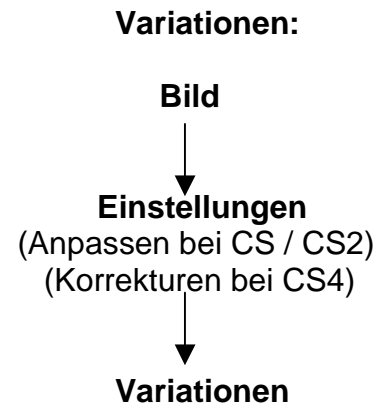 Variationen:
Bild
Einstellungen
(Anpassen bei CS / CS2)
(Korrekturen bei CS4)
Variationen